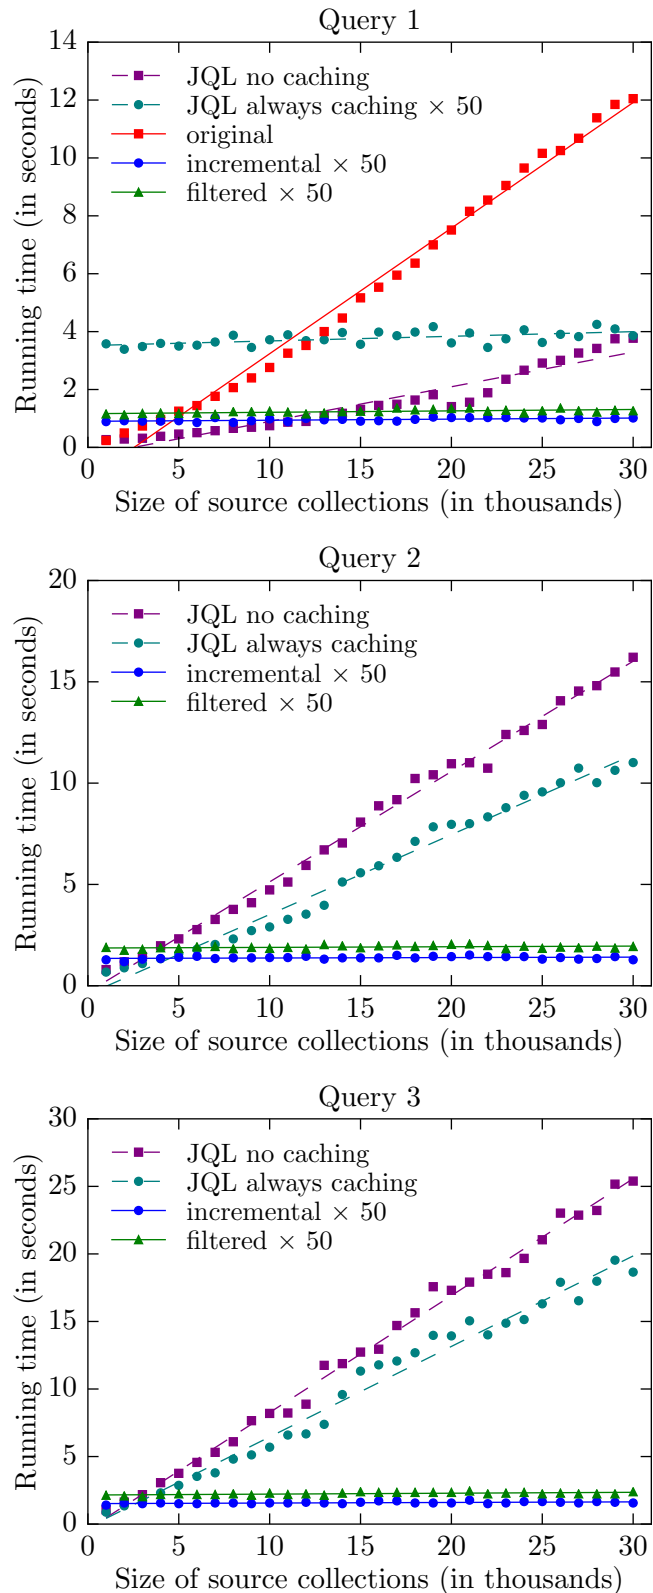 Query 1
14
12
10
8
6
4
2
0
Running time (in seconds)
JQL no caching
JQL always caching × 50
original
incremental × 50
filtered × 50
0 5 10 15 20 25 30
Size of source collections (in thousands)
Query 2
20
15
10
5
0
Running time (in seconds)
JQL no caching
JQL always caching
incremental × 50
filtered × 50
0 5 10 15 20 25 30
Size of source collections (in thousands)
Query 3
30
25
20
15
10
5
0
Running time (in seconds)
JQL no caching
JQL always caching
incremental × 50
filtered × 50
0 5 10 15 20 25 30
Size of source collections (in thousands)